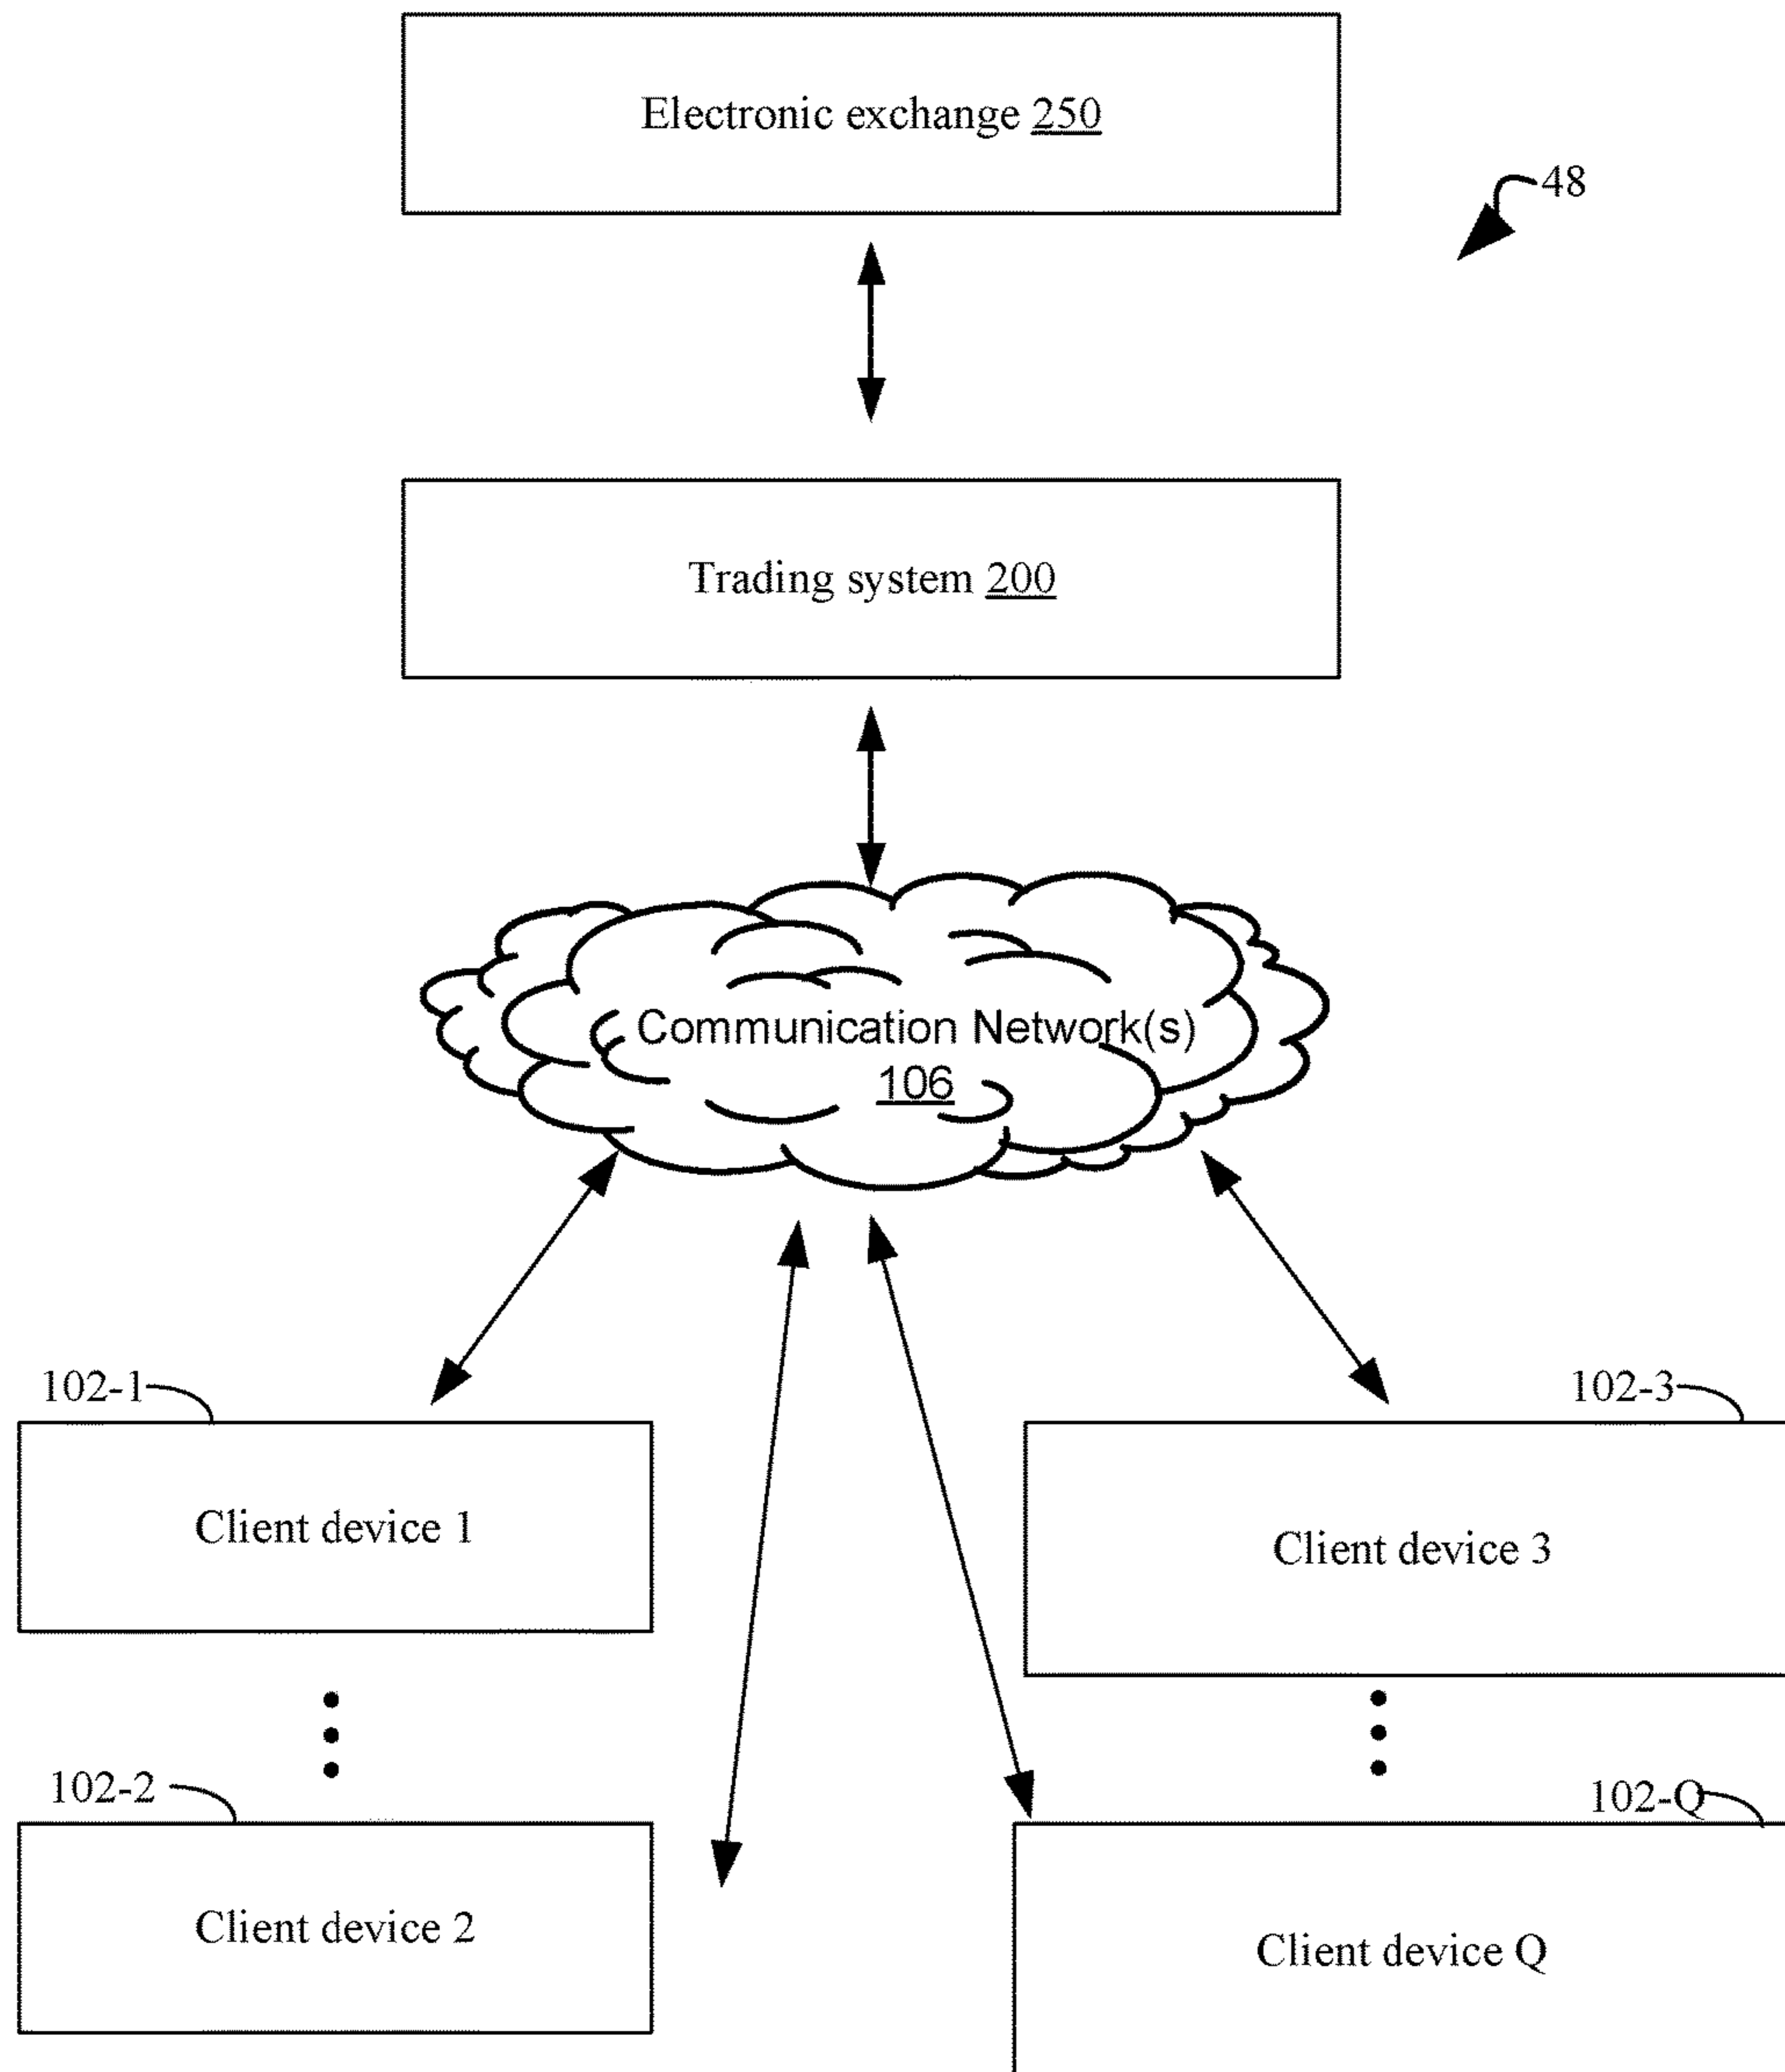 Electronic exchange 250
48
Trading system 200
Communication Network(s)
106
102-1
102-3
Client device 1
Client device 3
102-2
102-Q
Client device 2
Client device Q